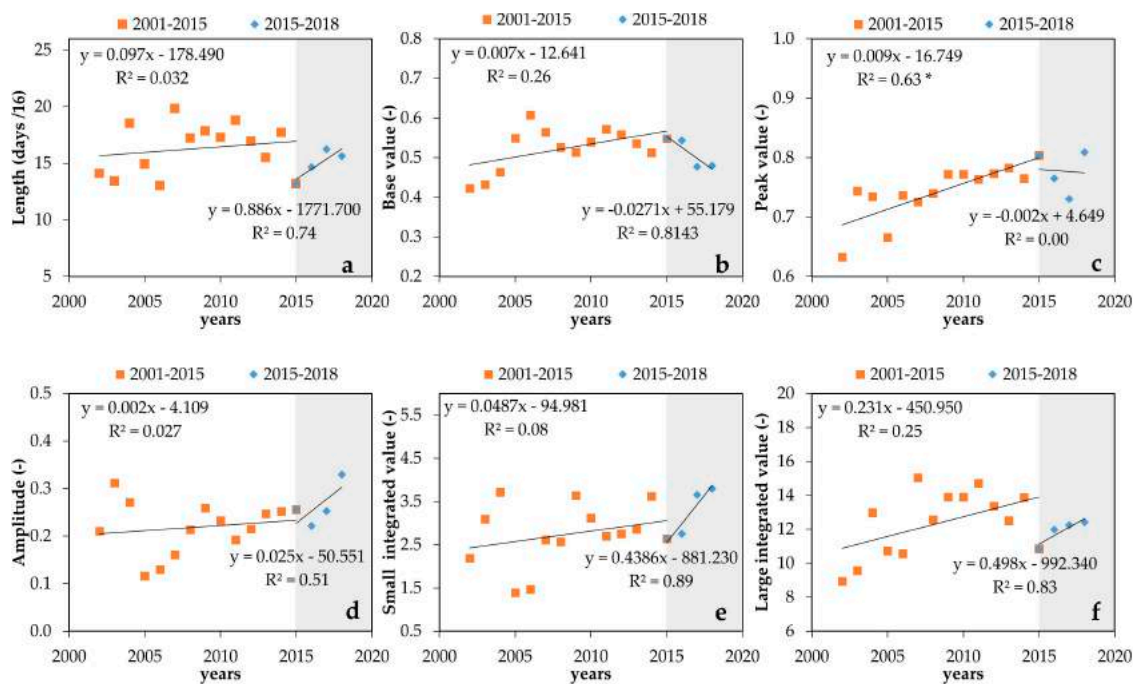 2001-2015 2015-2018
y = 0.097x - 178.490
R² = 0.032
y = 0.886x - 1771.700
R² = 0.74
a
Length (days /16)
25
20
15
10
5
2000 2005 2010 2015 2020
years
2001-2015 2015-2018
y = 0.007x - 12.641
R² = 0.26
y = -0.0271x + 55.179
R² = 0.8143
b
Base value (-)
0.8
0.7
0.6
0.5
0.4
0.3
0.2
2000 2005 2010 2015 2020
years
2001-2015 2015-2018
y = 0.009x - 16.749
R² = 0.63 *
y = -0.002x + 4.649
R² = 0.00
c
Peak value (-)
1.0
0.9
0.8
0.7
0.6
2000 2005 2010 2015 2020
years
2001-2015 2015-2018
y = 0.002x - 4.109
R² = 0.027
y = 0.025x - 50.551
R² = 0.51
d
Amplitude (-)
0.5
0.4
0.3
0.2
0.1
0.0
2000 2005 2010 2015 2020
years
2001-2015 2015-2018
y = 0.0487x - 94.981
R² = 0.08
y = 0.4386x - 881.230
R² = 0.89
e
Small integrated value (-)
5.5
4.5
3.5
2.5
1.5
0.5
2000 2005 2010 2015 2020
years
2001-2015 2015-2018
y = 0.231x - 450.950
R² = 0.25
y = 0.498x - 992.340
R² = 0.83
f
Large integrated value (-)
20
18
16
14
12
10
8
6
2000 2005 2010 2015 2020
years